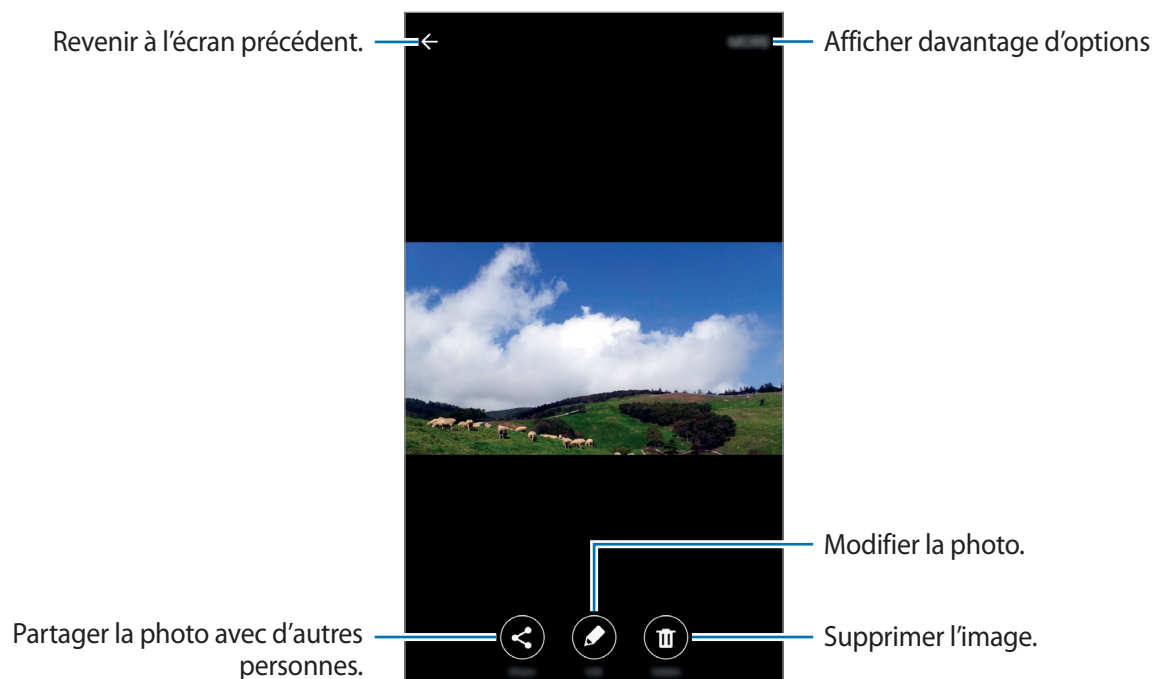 Revenir à l’écran précédent.
Afficher davantage d’options
Modifier la photo.
Partager la photo avec d’autres
personnes.
Supprimer l’image.